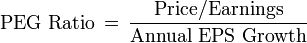 PEG Ratio = Price/Earnings
Annual EPS Growth